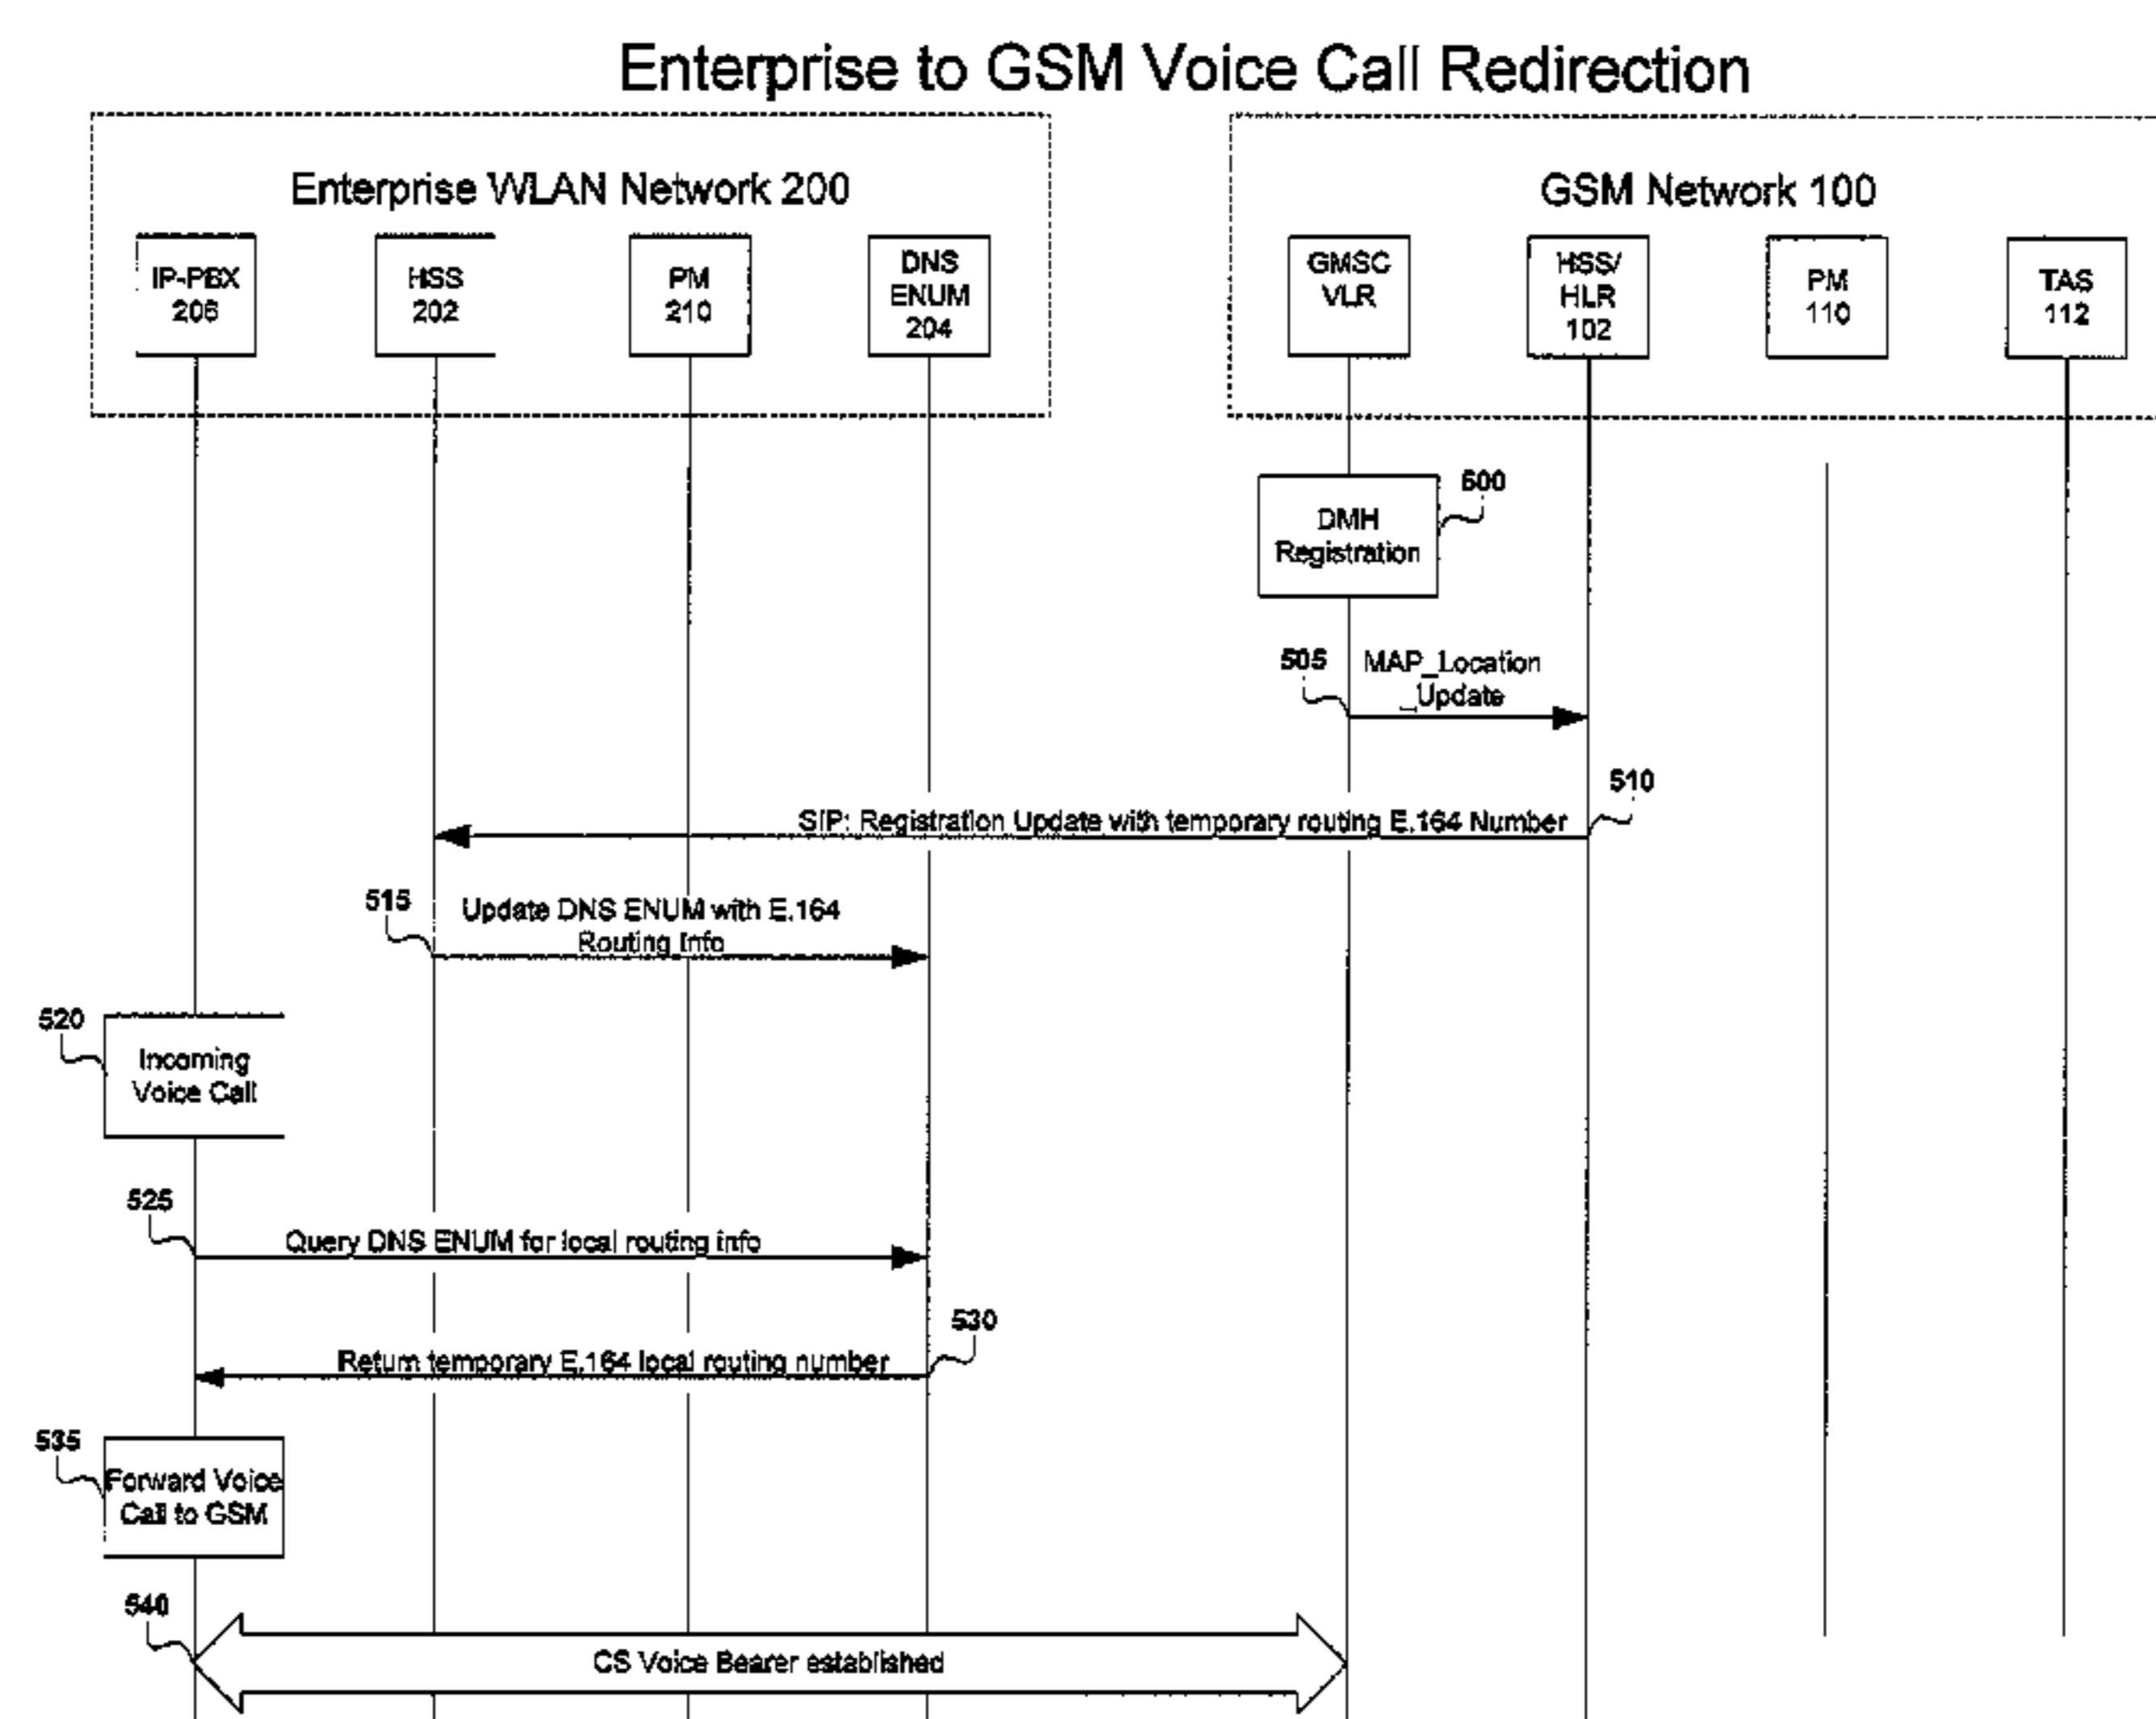 Enterprise to GSM Voice Call Redirection
Enterprise WLAN Network 200
GSM Network 100
IP-PBX
206
HSS
202
PM
210
DNS
ENUM
204
GMSC
VLR
HSS/
HLR
102
PM
110
TAS
112
500
DMH
Registration
505
MAP_Location
_Update
510
SIP: Registration Update with temporary routing E.164 Number
515
Update DNS ENUM with E.164
Routing Info
520
Incoming
Voice Call
525
Query DNS ENUM for local routing info
530
Return temporary E.164 local routing number
535
Forward Voice
Call to GSM
540
CS Voice Bearer established